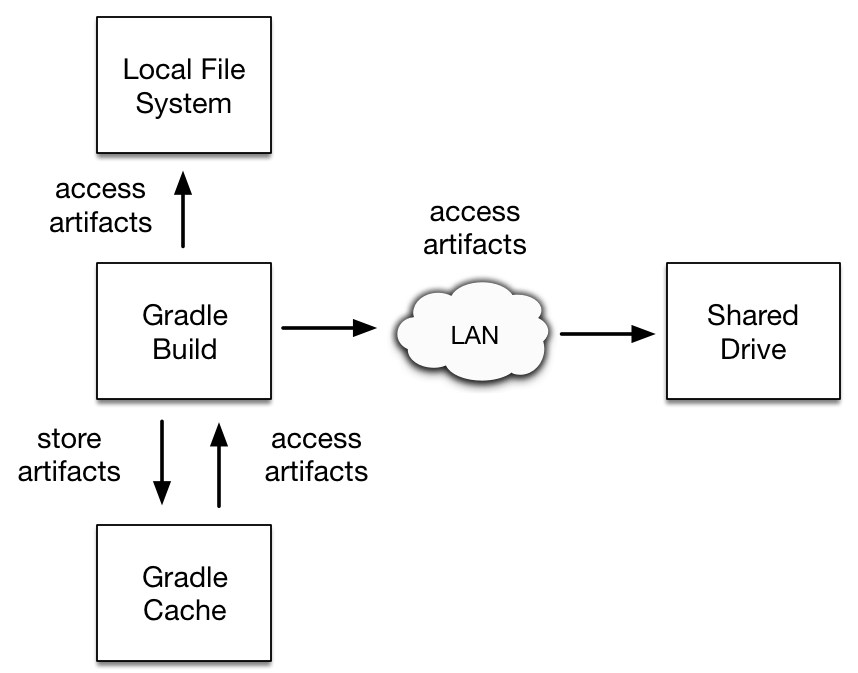 Local File
System
access
artifacts
access
artifacts
Gradle
Build
LAN
Shared
Drive
store
artifacts
access
artifacts
Gradle
Cache